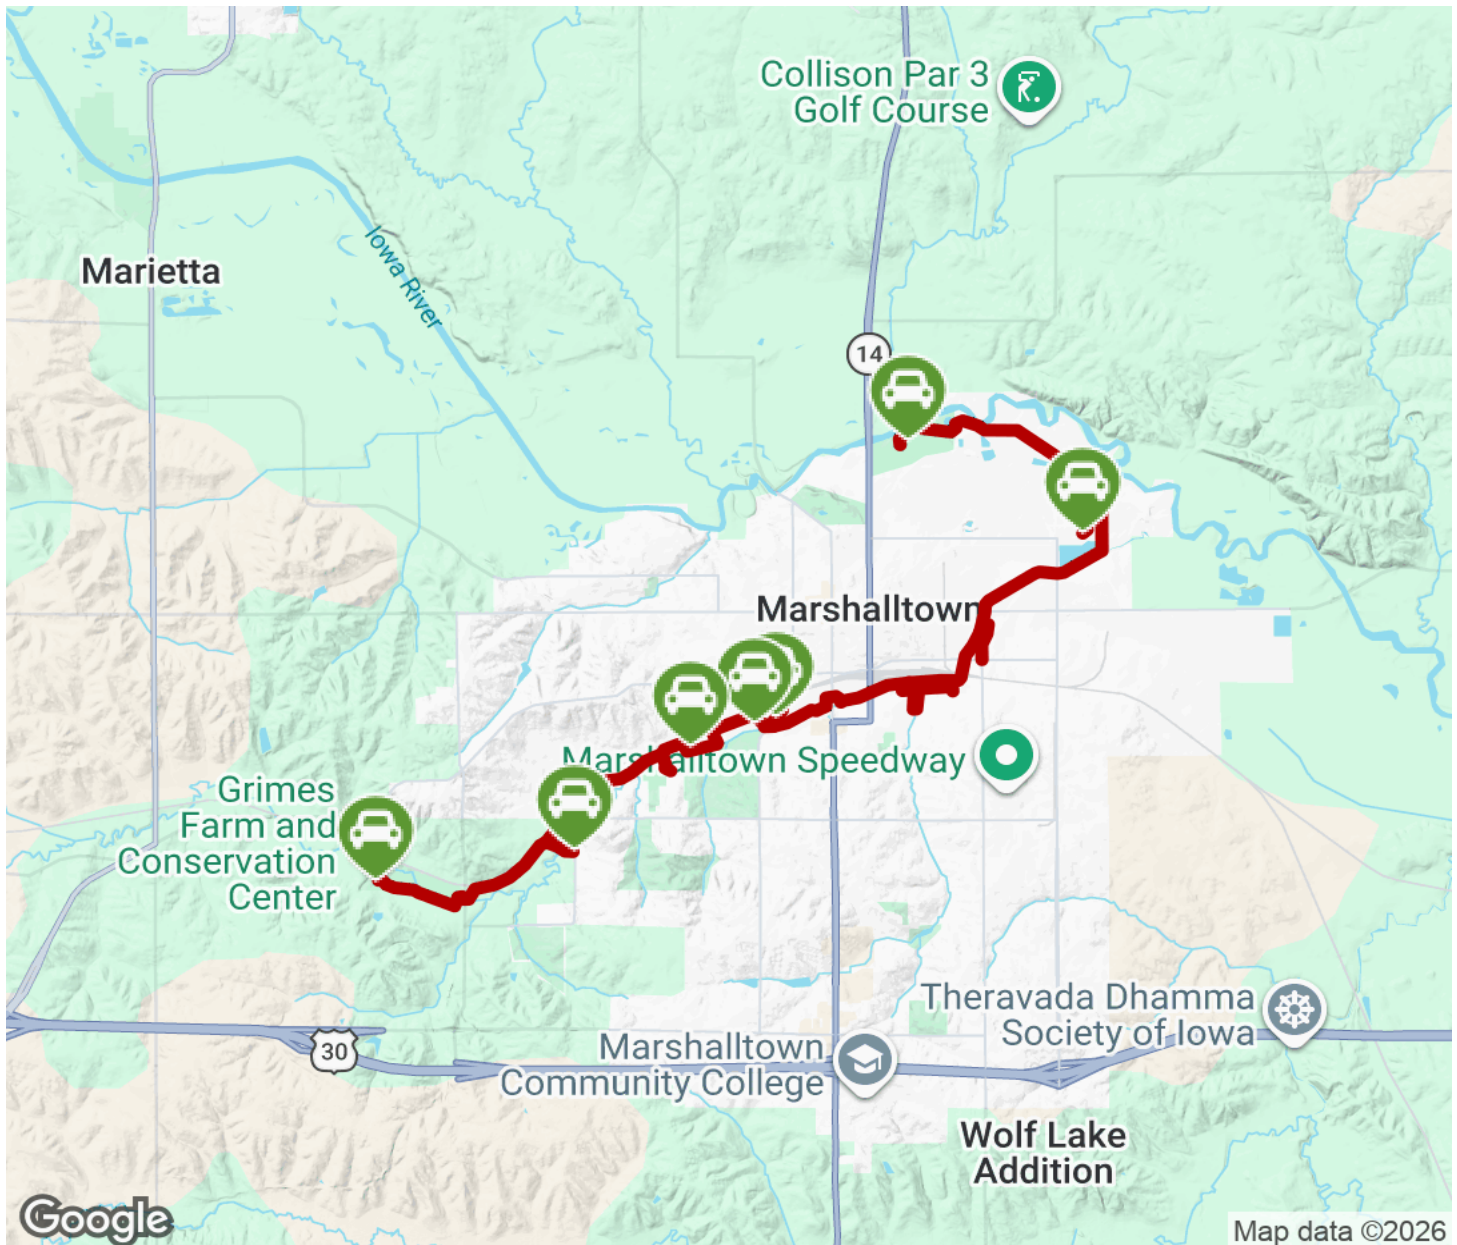 Collison Par 3
Golf Course
Iowa River
Marietta
14
Marshalltown
Marshalltown Speedway
Grimes
Farm and
Conservation
Center
Theravada Dhamma
Society of Iowa
30
Marshalltown
Community College
Wolf Lake
Addition
Google
Map data ©2026